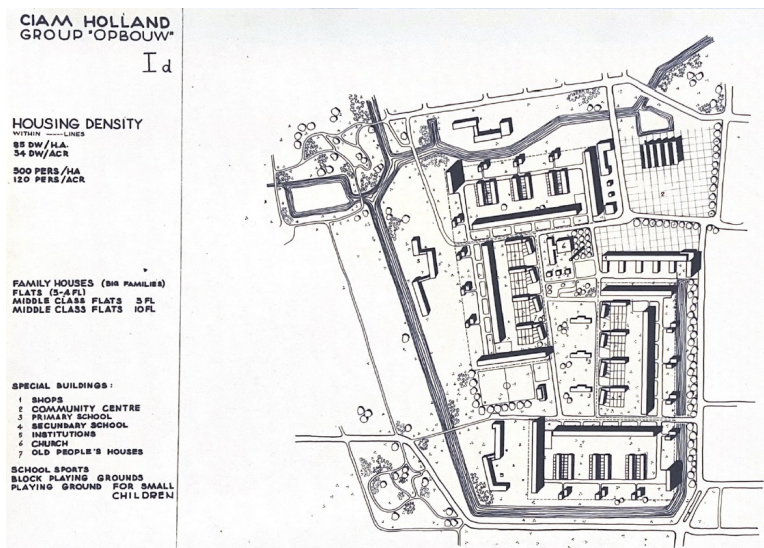 CIAM HOLLAND
GROUP "OPBOUW"
I d
HOUSING DENSITY
WITHIN -----LINES
85 DW/H.A.
34 DW/ACR
300 PERS/HA
120 PERS/ACR
FAMILY HOUSES (BIG FAMILIES)
FLATS (3-4 FL)
MIDDLE CLASS FLATS 3 FL
MIDDLE CLASS FLATS 10 FL
SPECIAL BUILDINGS:
1 SHOPS
2 COMMUNITY CENTRE
3 PRIMARY SCHOOL
4 SECUNDARY SCHOOL
5 INSTITUTIONS
6 CHURCH
7 OLD PEOPLE'S HOUSES
SCHOOL SPORTS
BLOCK PLAYING GROUNDS
PLAYING GROUND FOR SMALL
CHILDREN
2